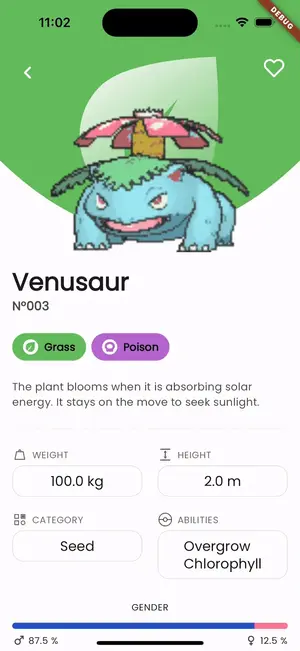 11:02
DEBUG
Venusaur
Nº003
Grass
Poison
The plant blooms when it is absorbing solar
energy. It stays on the move to seek sunlight.
WEIGHT
HEIGHT
100.0 kg
2.0 m
CATEGORY
ABILITIES
Seed
Overgrow
Chlorophyll
GENDER
87.5 %
12.5 %